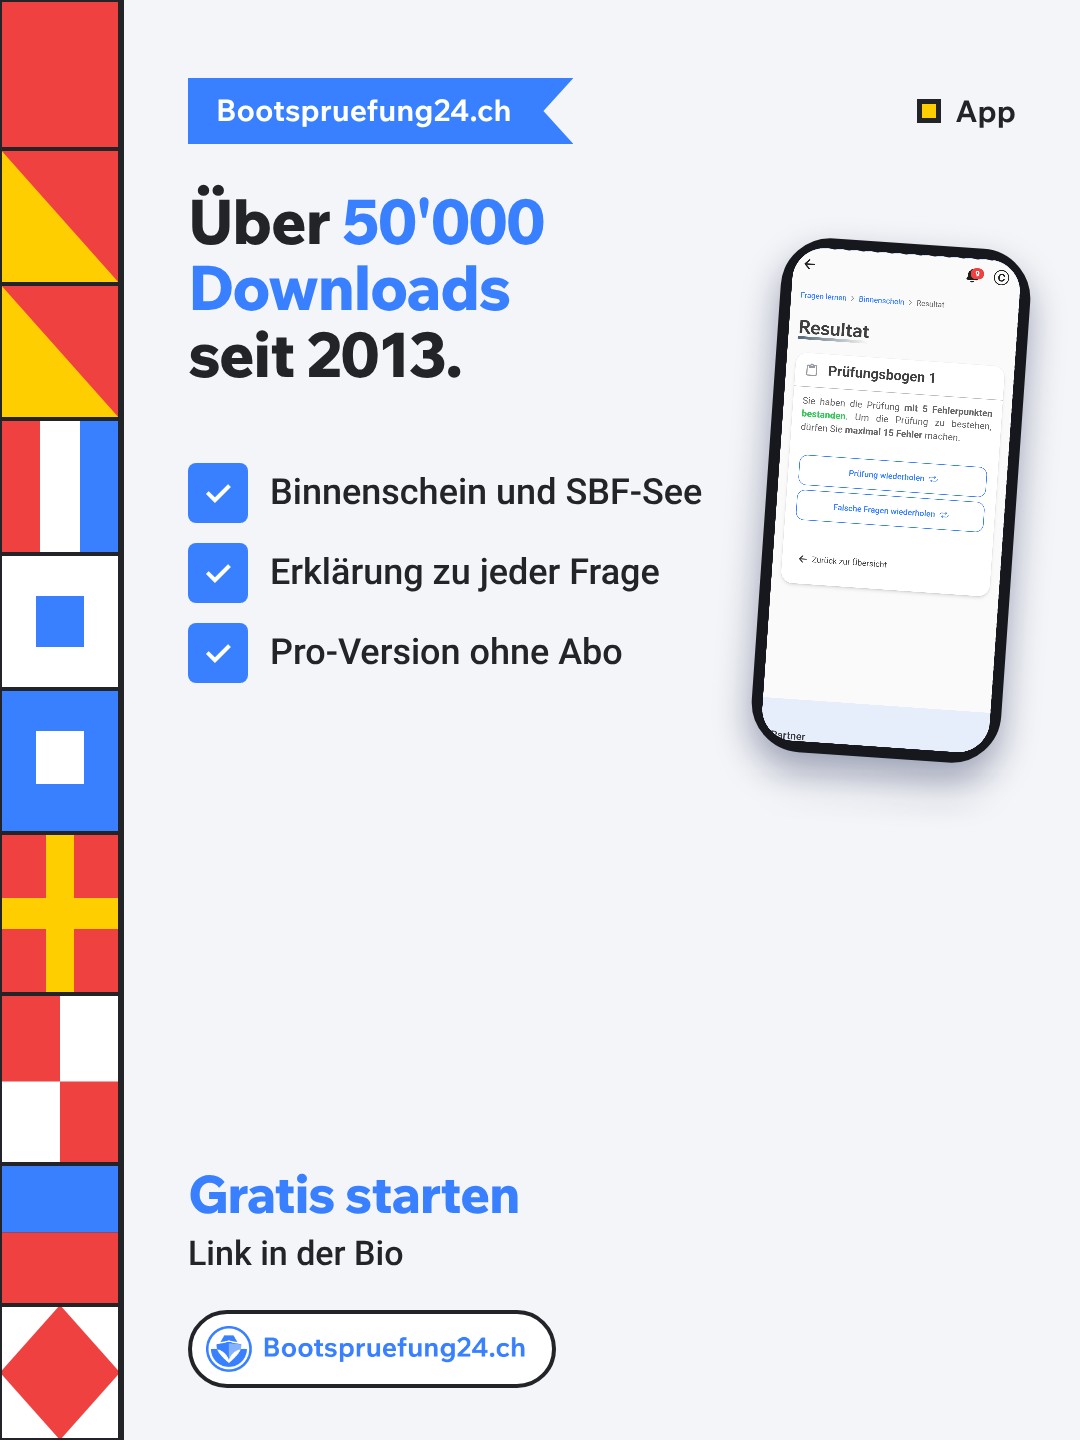 Bootspruefung24.ch
App
Über 50'000
Downloads
seit 2013.
Binnenschein und SBF-See
Erklärung zu jeder Frage
Pro-Version ohne Abo
9
C
Fragen lernen > Binnenschein > Resultat
Resultat
Prüfungsbogen 1
Sie haben die Prüfung mit 5 Fehlerpunkten
bestanden. Um die Prüfung zu bestehen,
dürfen Sie maximal 15 Fehler machen.
Prüfung wiederholen
Falsche Fragen wiederholen
Zurück zur Übersicht
Partner
Gratis starten
Link in der Bio
Bootspruefung24.ch